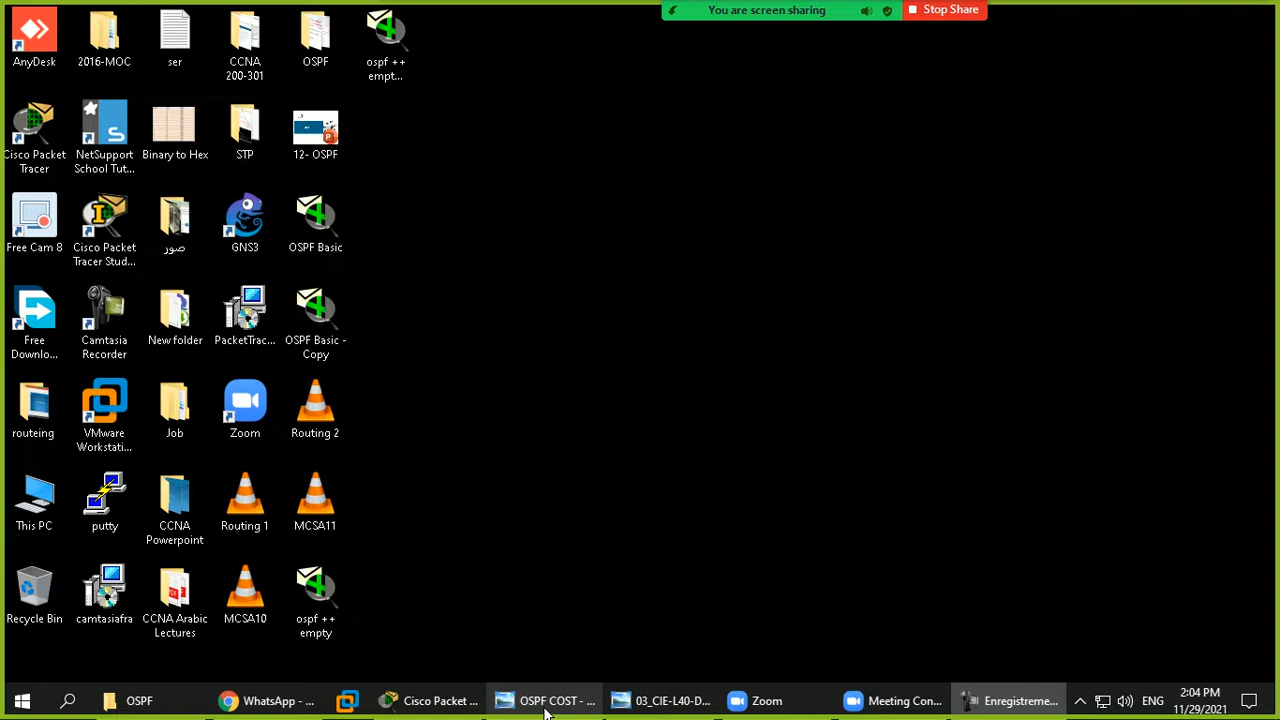 You are screen sharing
Stop Share
AnyDesk
2016-MOC
ser
CCNA
200-301
OSPF
ospf ++
empt...
Cisco Packet
Tracer
NetSupport
School Tut...
Binary to Hex
STP
12- OSPF
Free Cam 8
Cisco Packet
Tracer Stud...
صور
GNS3
OSPF Basic
Free
Downlo...
Camtasia
Recorder
New folder
PacketTrac...
OSPF Basic -
Copy
routeing
VMware
Workstati...
Job
Zoom
Routing 2
This PC
putty
CCNA
Powerpoint
Routing 1
MCSA11
Recycle Bin
camtasiafra
CCNA Arabic
Lectures
MCSA10
ospf ++
empty
OSPF
WhatsApp - ...
Cisco Packet ...
OSPF COST - ...
03_CIE-L40-D...
Zoom
Meeting Con...
Enregistreme...
ENG
2:04 PM
11/29/2021